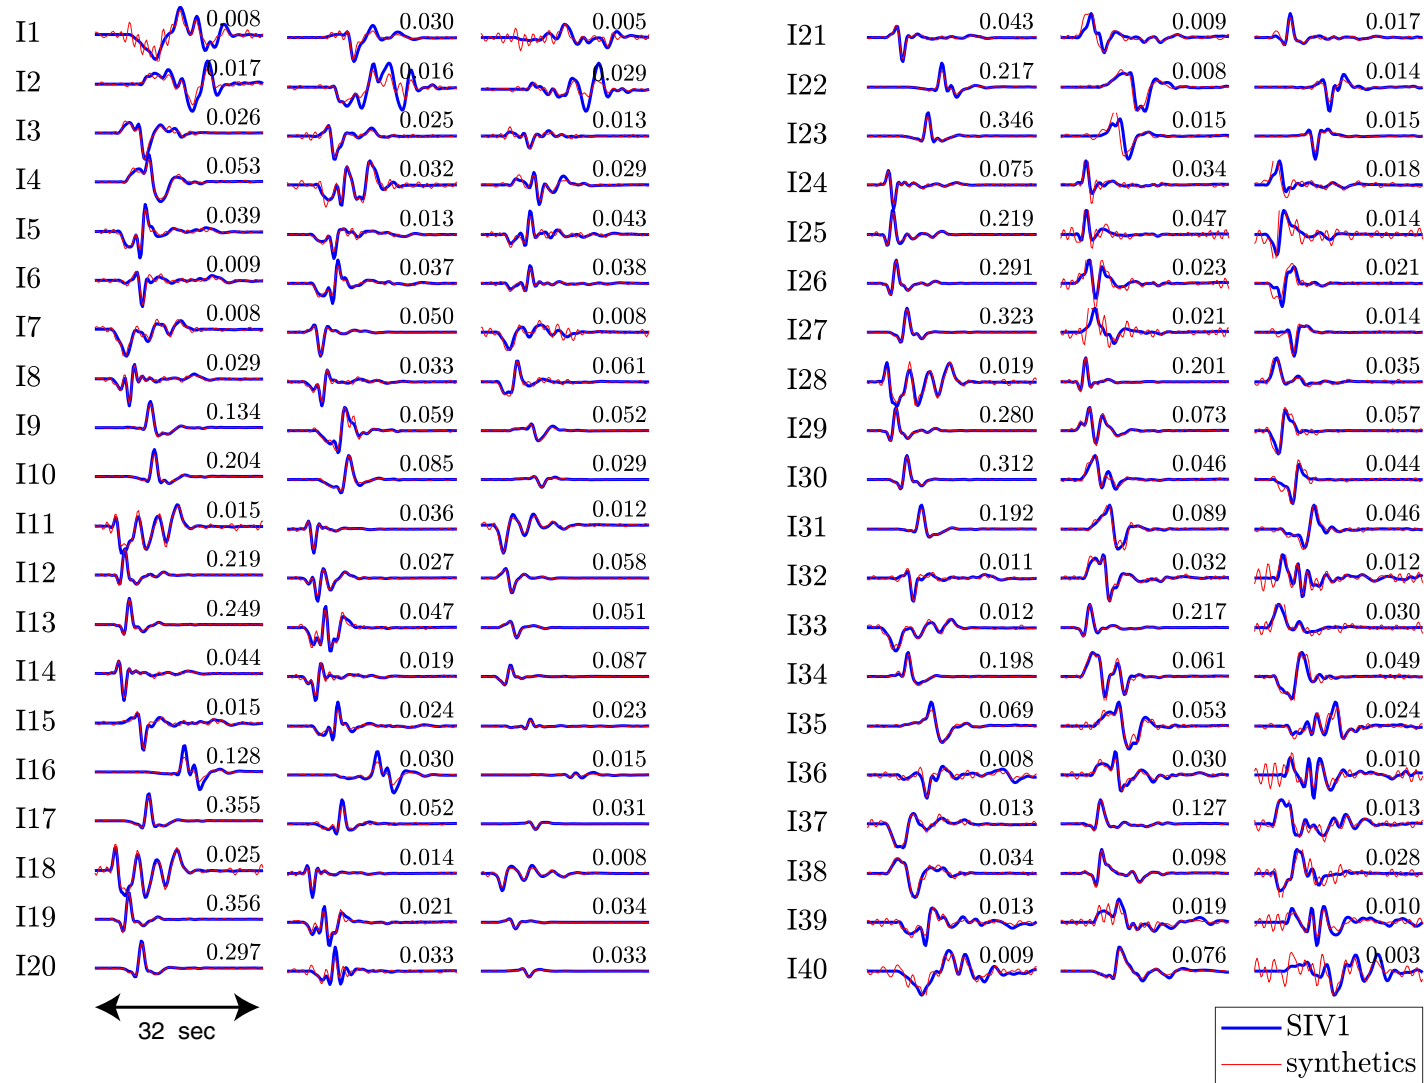 I1 0.008 0.030 0.005
I2 0.017 0.016 0.029
I3 0.026 0.025 0.013
I4 0.053 0.032 0.029
I5 0.039 0.013 0.043
I6 0.009 0.037 0.038
I7 0.008 0.050 0.008
I8 0.029 0.033 0.061
I9 0.134 0.059 0.052
I10 0.204 0.085 0.029
I11 0.015 0.036 0.012
I12 0.219 0.027 0.058
I13 0.249 0.047 0.051
I14 0.044 0.019 0.087
I15 0.015 0.024 0.023
I16 0.128 0.030 0.015
I17 0.355 0.052 0.031
I18 0.025 0.014 0.008
I19 0.356 0.021 0.034
I20 0.297 0.033 0.033
32 sec
I21 0.043 0.009 0.017
I22 0.217 0.008 0.014
I23 0.346 0.015 0.015
I24 0.075 0.034 0.018
I25 0.219 0.047 0.014
I26 0.291 0.023 0.021
I27 0.323 0.021 0.014
I28 0.019 0.201 0.035
I29 0.280 0.073 0.057
I30 0.312 0.046 0.044
I31 0.192 0.089 0.046
I32 0.011 0.032 0.012
I33 0.012 0.217 0.030
I34 0.198 0.061 0.049
I35 0.069 0.053 0.024
I36 0.008 0.030 0.010
I37 0.013 0.127 0.013
I38 0.034 0.098 0.028
I39 0.013 0.019 0.010
I40 0.009 0.076 0.003
SIV1
synthetics